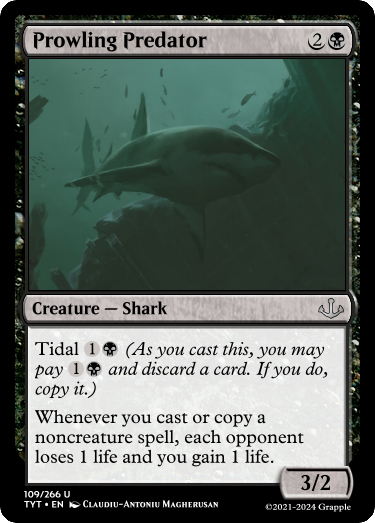 Prowling Predator 2
Creature — Shark
Tidal 1 (As you cast this, you may
pay 1 and discard a card. If you do,
copy it.)
Whenever you cast or copy a
noncreature spell, each opponent
loses 1 life and you gain 1 life.
3/2
109/266 U
TYT • EN Claudiu-Antoniu Magherusan
©2021-2024 Grapple